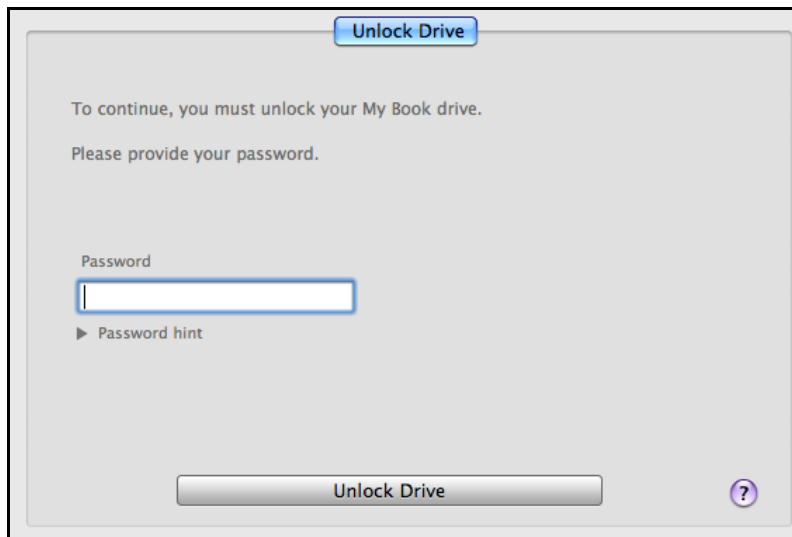 Unlock Drive
To continue, you must unlock your My Book drive.
Please provide your password.
Password
Password hint
Unlock Drive
?